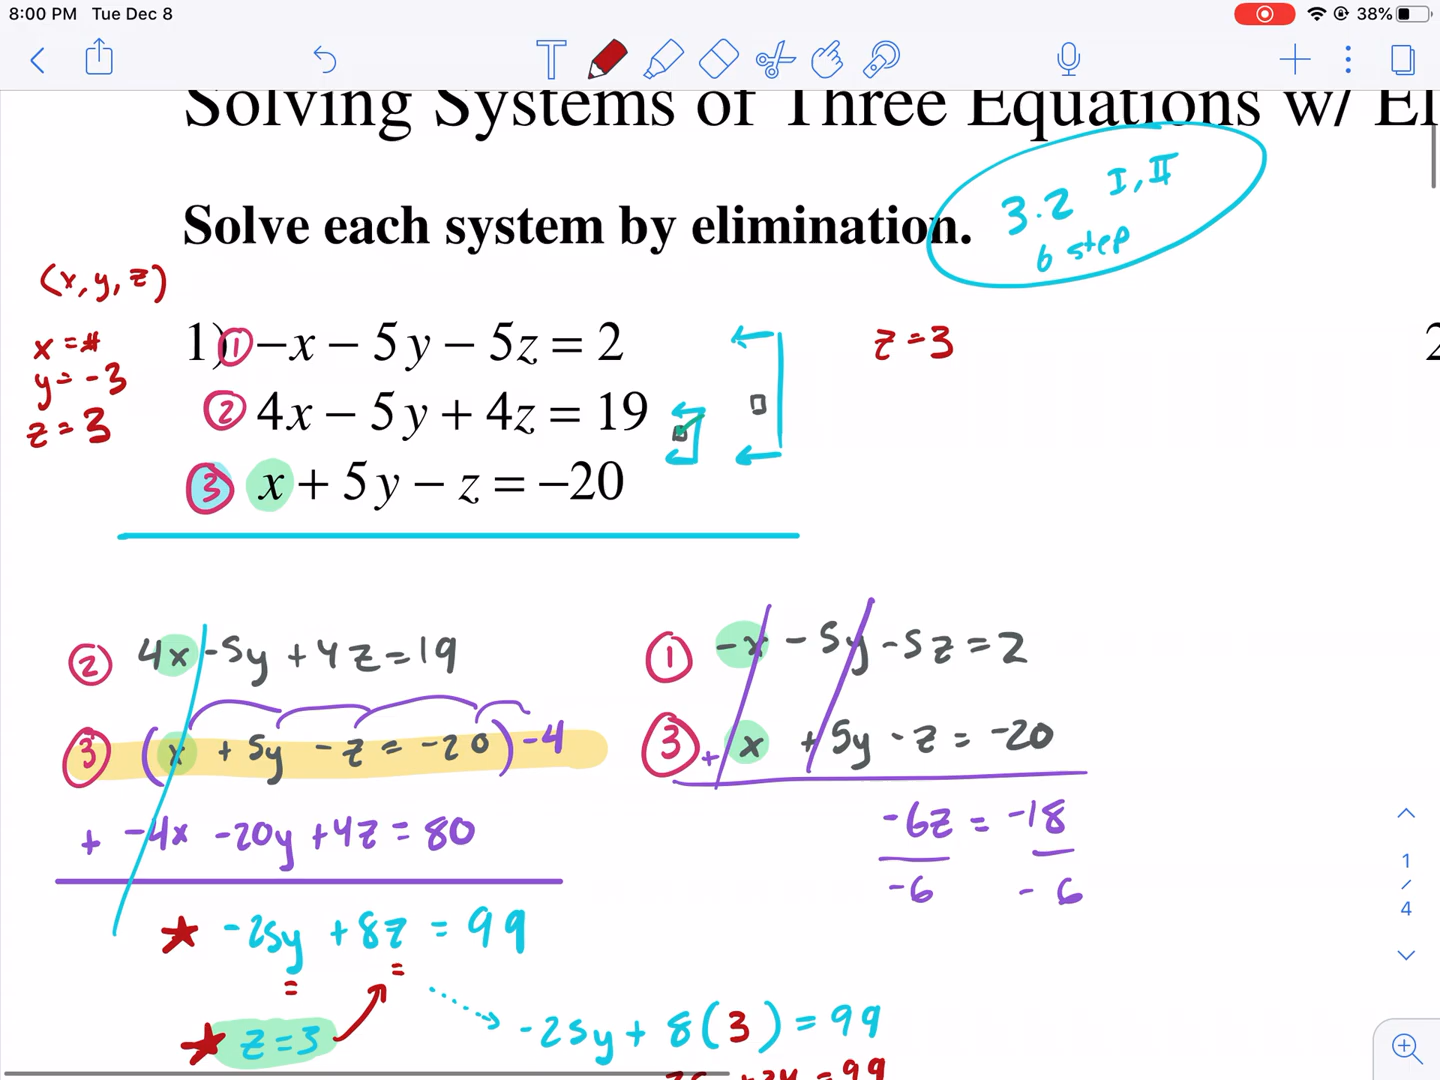 8:00 PM Tue Dec 8
38%
Solving Systems of Three Equations w/ El
3.2 I, II
6 step
Solve each system by elimination.
(x, y, z)
x = #
y = -3
z = 3
1) ① −x − 5y − 5z = 2
z = 3
2
② 4x − 5y + 4z = 19
③ x + 5y − z = −20
② 4x -5y +4z = 19
③ (x + 5y - z = -20) -4
+ -4x -20y +4z = 80
★ -25y +8z = 99
★ z = 3
① -x - 5y - 5z = 2
③ + x + 5y - z = -20
-6z = -18
-6 -6
-25y + 8(3) = 99
1
/
4